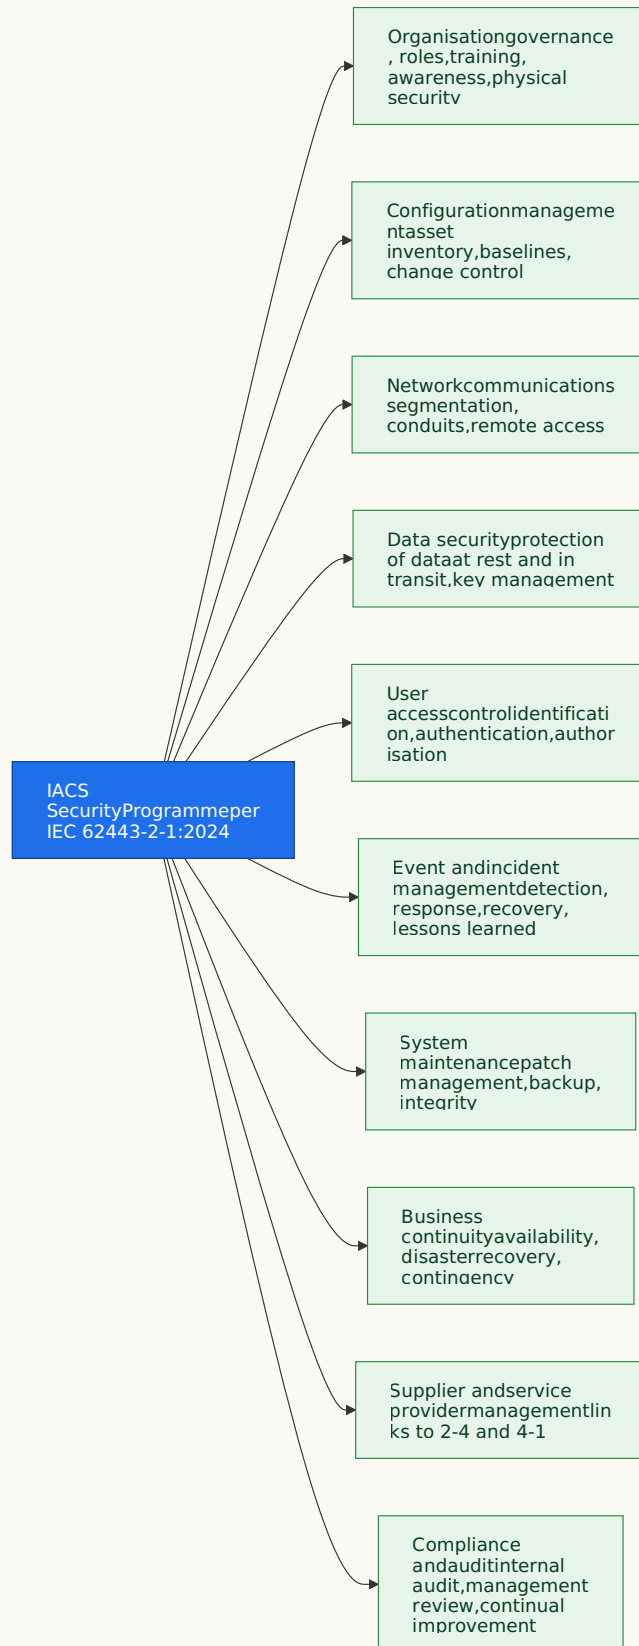 Organisationgovernance
, roles,training,
awareness,physical
security
Configurationmanageme
ntasset
inventory,baselines,
change control
Networkcommunications
segmentation,
conduits,remote access
Data securityprotection
of dataat rest and in
transit,key management
User
accesscontrolidentificati
on,authentication,author
isation
IACS
SecurityProgrammeper
IEC 62443-2-1:2024
Event andincident
managementdetection,
response,recovery,
lessons learned
System
maintenancepatch
management,backup,
integrity
Business
continuityavailability,
disasterrecovery,
contingency
Supplier andservice
providermanagementlin
ks to 2-4 and 4-1
Compliance
andauditinternal
audit,management
review,continual
improvement